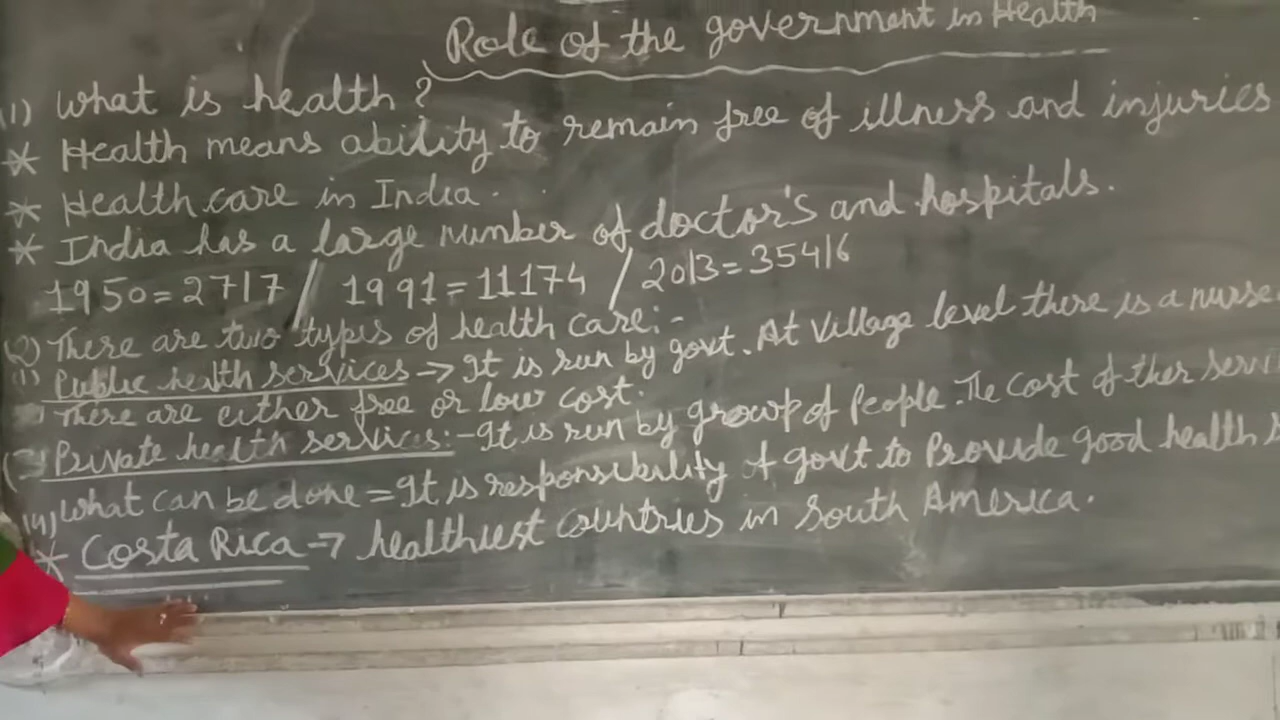 Role of the government in Health
(1) What is health ?
* Health means ability to remain free of illness and injuries
* Health care in India.
* India has a large number of doctor's and hospitals.
1950=2717 / 1991=11174 / 2013=35416
(2) There are two types of health care:-
(1) Public health services → It is run by govt. At Village level there is a nurse
There are either free or low cost.
Private health services:- It is run by group of People. The cost of ther servi
(4) What can be done = It is responsibility of govt to Provide good health
* Costa Rica → healthiest countries in South America.